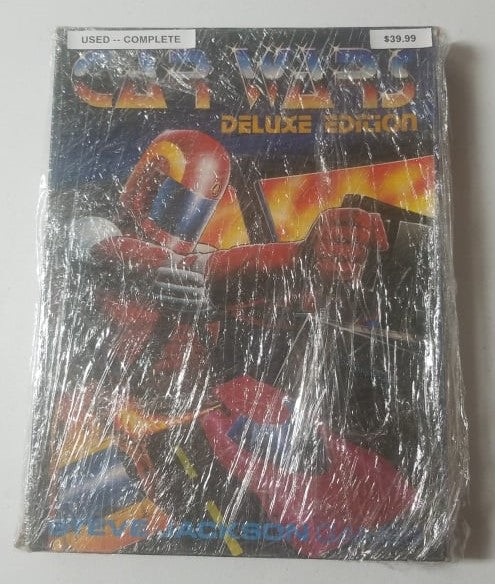 USED -- COMPLETE
$39.99
CAR WARS
DELUXE EDITION
STEVE JACKSON GAMES